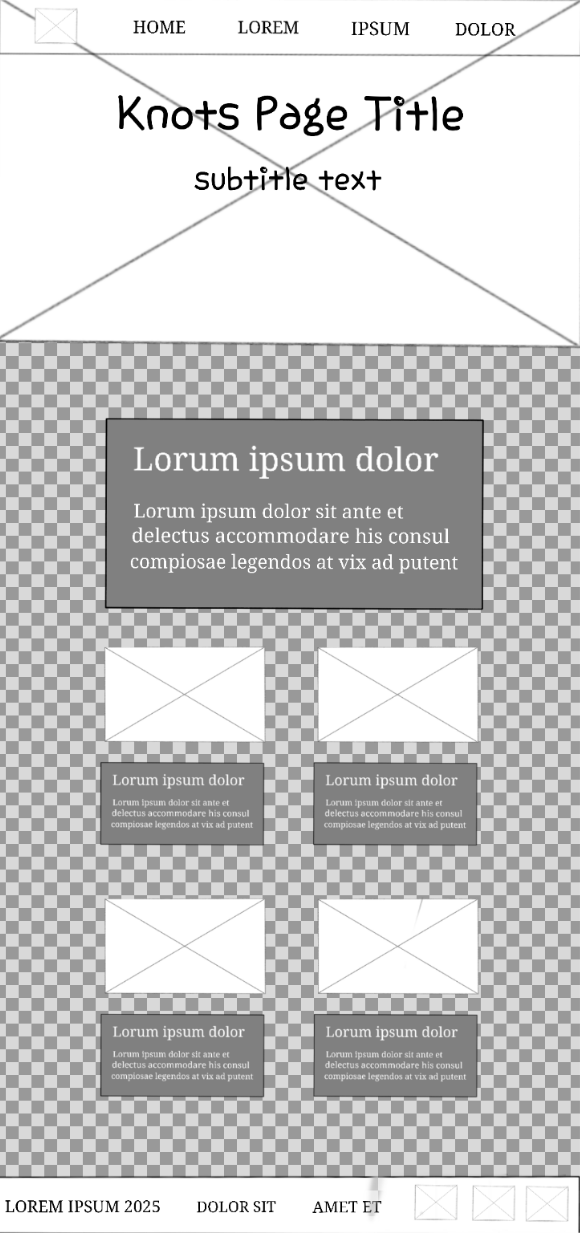 HOME LOREM IPSUM DOLOR
Knots Page Title
subtitle text
Lorum ipsum dolor
Lorum ipsum dolor sit ante et
delectus accommodare his consul
compiosae legendos at vix ad putent
Lorum ipsum dolor
Lorum ipsum dolor sit ante et
delectus accommodare his consul
compiosae legendos at vix ad putent
Lorum ipsum dolor
Lorum ipsum dolor sit ante et
delectus accommodare his consul
compiosae legendos at vix ad putent
Lorum ipsum dolor
Lorum ipsum dolor sit ante et
delectus accommodare his consul
compiosae legendos at vix ad putent
Lorum ipsum dolor
Lorum ipsum dolor sit ante et
delectus accommodare his consul
compiosae legendos at vix ad putent
LOREM IPSUM 2025 DOLOR SIT AMET ET